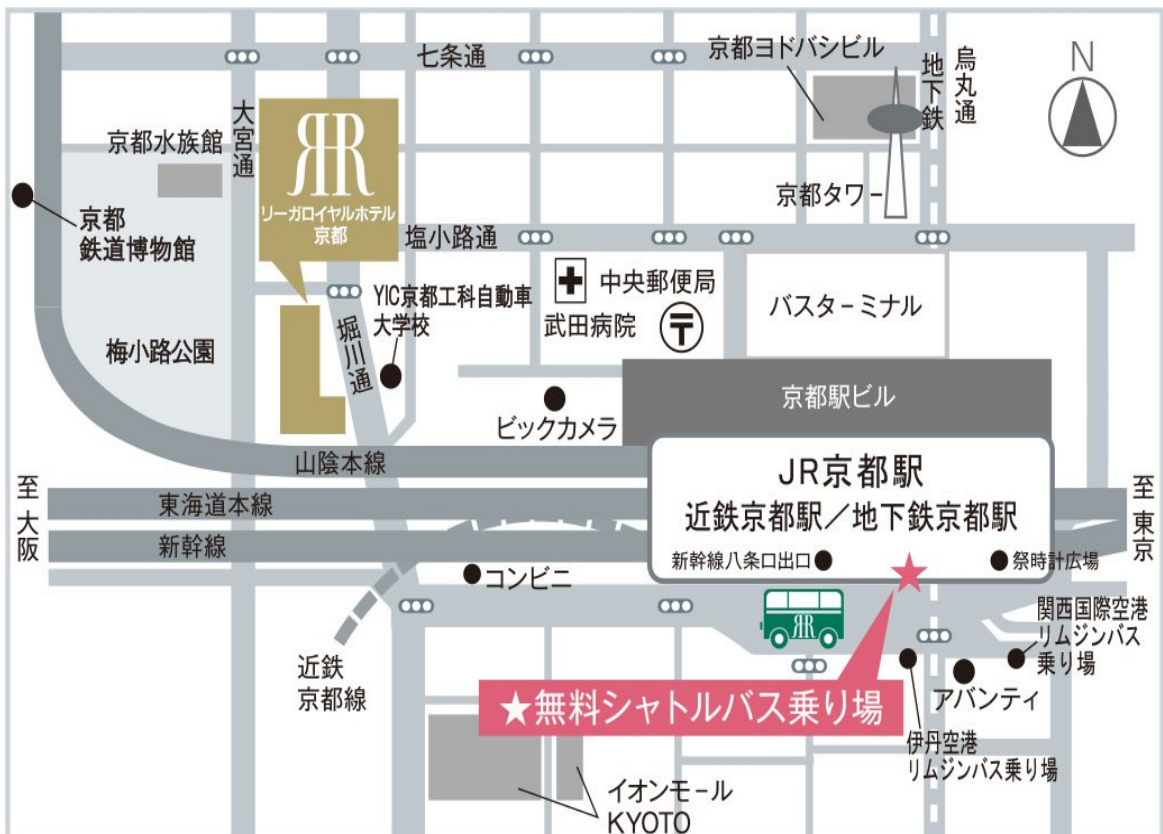 七条通
京都ヨドバシビル
地下鉄
烏丸通
N
大宮通
京都水族館
リーガロイヤルホテル
京都
京都タワー
京都
鉄道博物館
塩小路通
YIC京都工科自動車
大学校
中央郵便局
武田病院
バスターミナル
梅小路公園
堀川通
京都駅ビル
ビックカメラ
山陰本線
JR京都駅
至 大阪
東海道本線
近鉄京都駅/地下鉄京都駅
至 東京
新幹線
新幹線八条口出口
祭時計広場
コンビニ
関西国際空港
リムジンバス
乗り場
近鉄
京都線
★無料シャトルバス乗り場
アバンティ
伊丹空港
リムジンバス乗り場
イオンモール
KYOTO